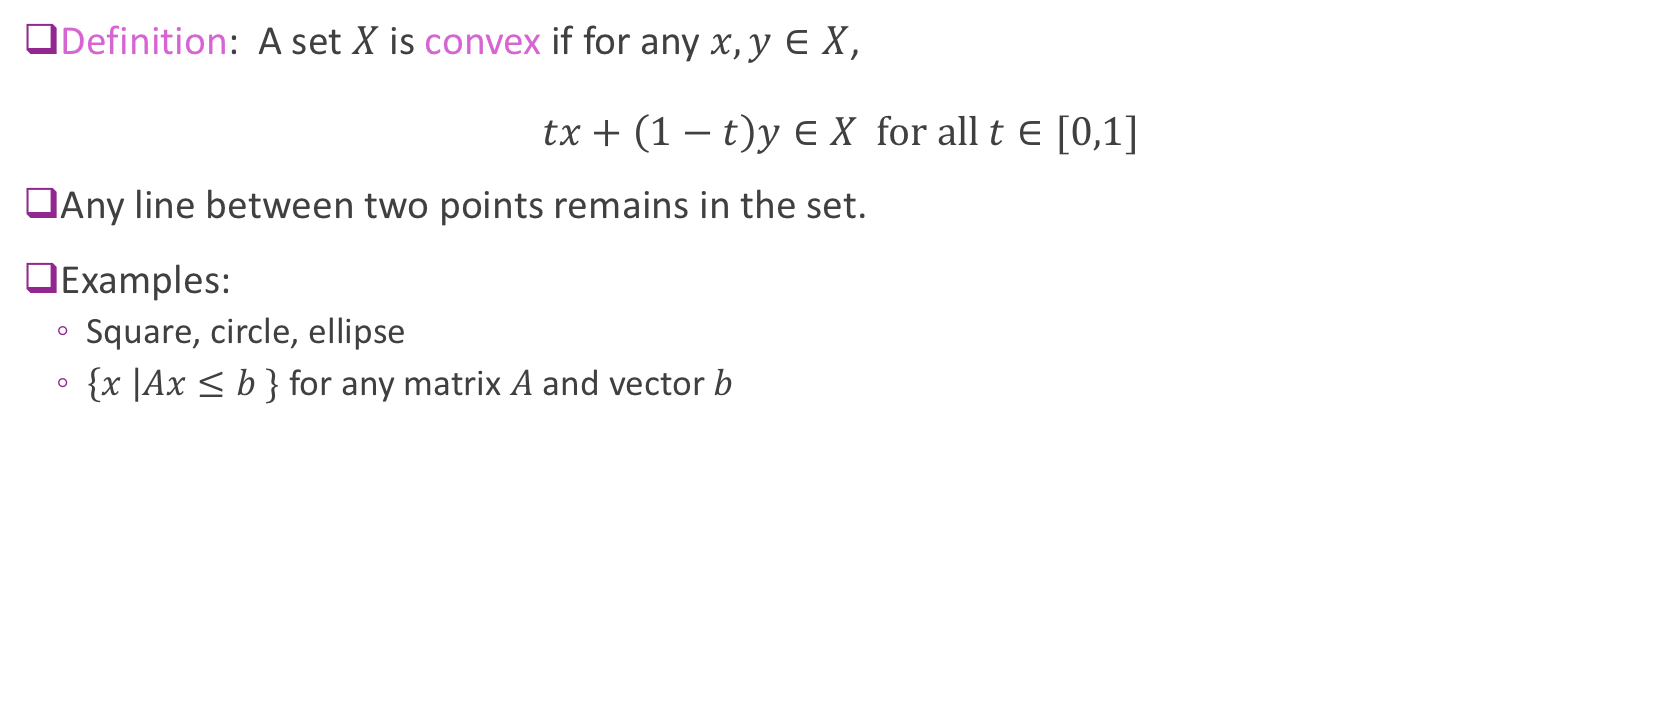 ❑Definition: A set X is convex if for any x, y ∈ X,
tx + (1 − t)y ∈ X for all t ∈ [0,1]
❑Any line between two points remains in the set.
❑Examples:
◦ Square, circle, ellipse
◦ {x |Ax ≤ b } for any matrix A and vector b